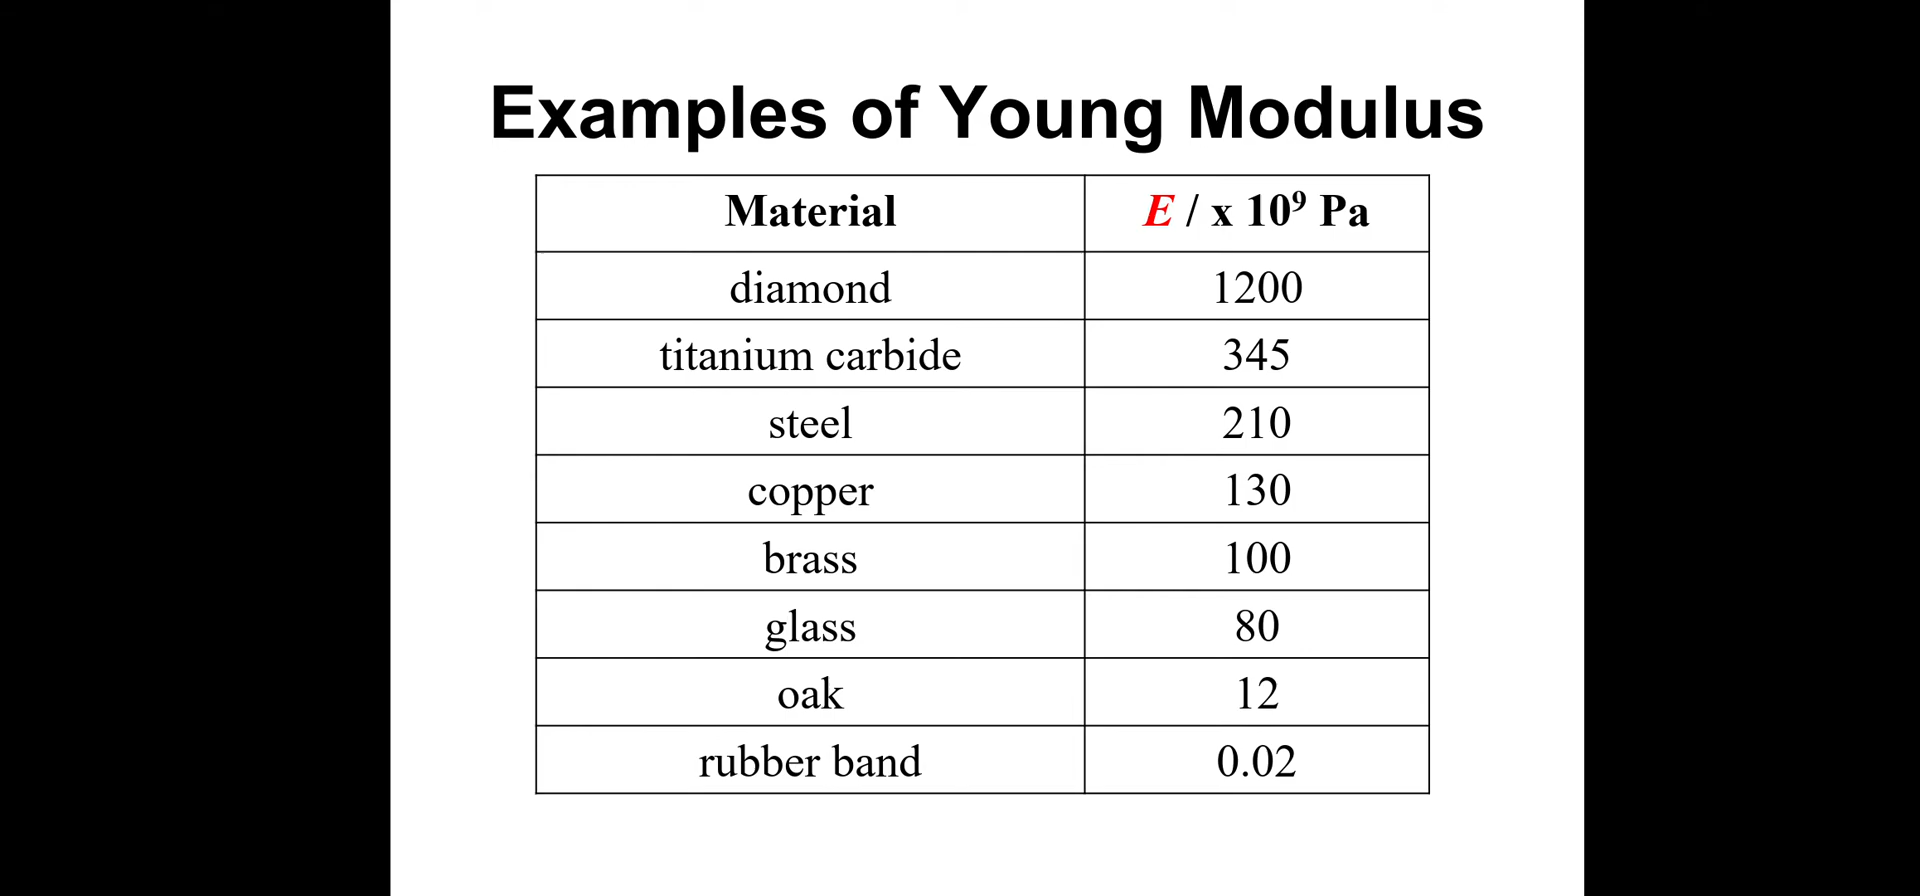 Examples of Young Modulus
Material E / x 10⁹ Pa
diamond 1200
titanium carbide 345
steel 210
copper 130
brass 100
glass 80
oak 12
rubber band 0.02